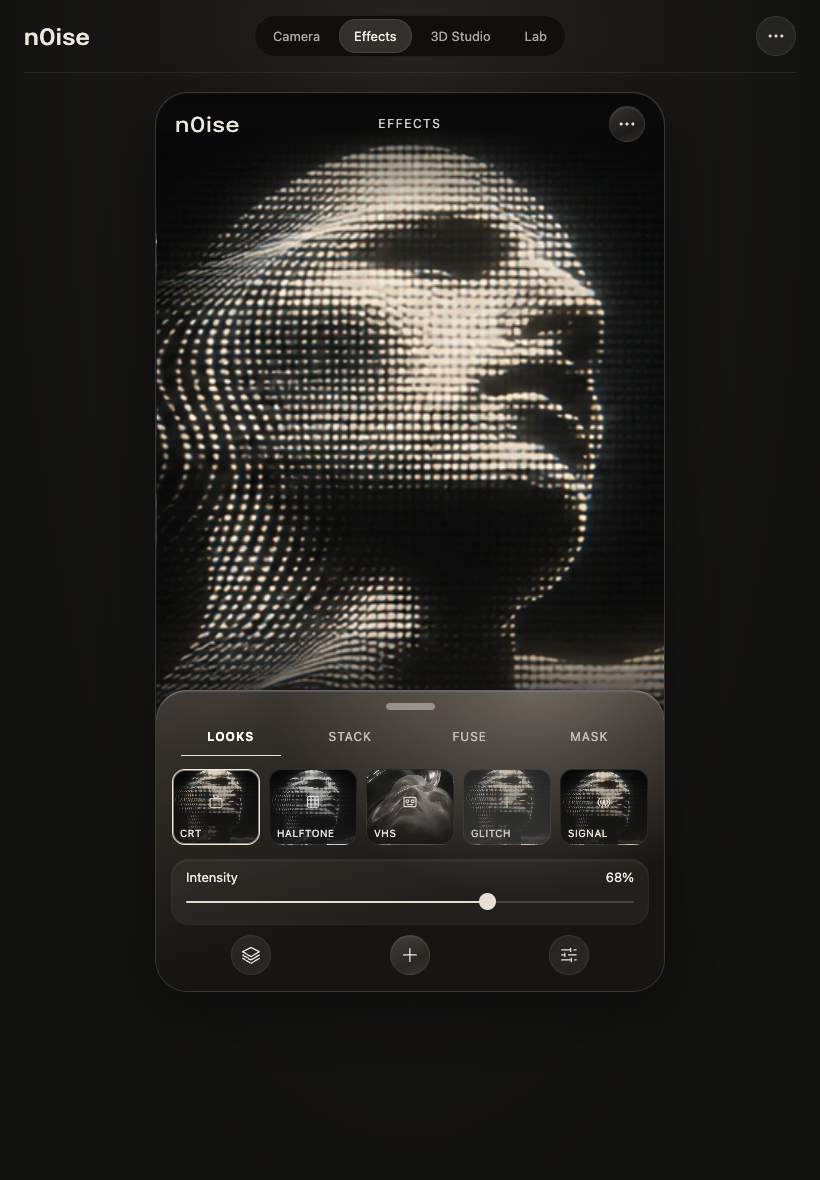 n0ise
Camera Effects 3D Studio Lab
n0ise
EFFECTS
LOOKS STACK FUSE MASK
CRT HALFTONE VHS GLITCH SIGNAL
Intensity 68%